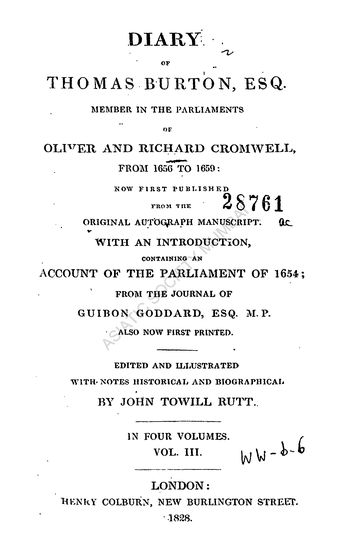 DIARY
OF
THOMAS BURTON, ESQ.
MEMBER IN THE PARLIAMENTS
OF
OLIVER AND RICHARD CROMWELL,
FROM 1656 TO 1659:
NOW FIRST PUBLISHED
FROM THE
28761
ORIGINAL AUTOGRAPH MANUSCRIPT.
WITH AN INTRODUCTION,
CONTAINING AN
ACCOUNT OF THE PARLIAMENT OF 1654;
FROM THE JOURNAL OF
GUIBON GODDARD, ESQ. M.P.
ALSO NOW FIRST PRINTED.
ASIATIC SOCIETY MUMBAI
EDITED AND ILLUSTRATED
WITH NOTES HISTORICAL AND BIOGRAPHICAL
BY JOHN TOWILL RUTT.
IN FOUR VOLUMES.
VOL. III.
WW-b-6
LONDON:
HENRY COLBURN, NEW BURLINGTON STREET.
1828.